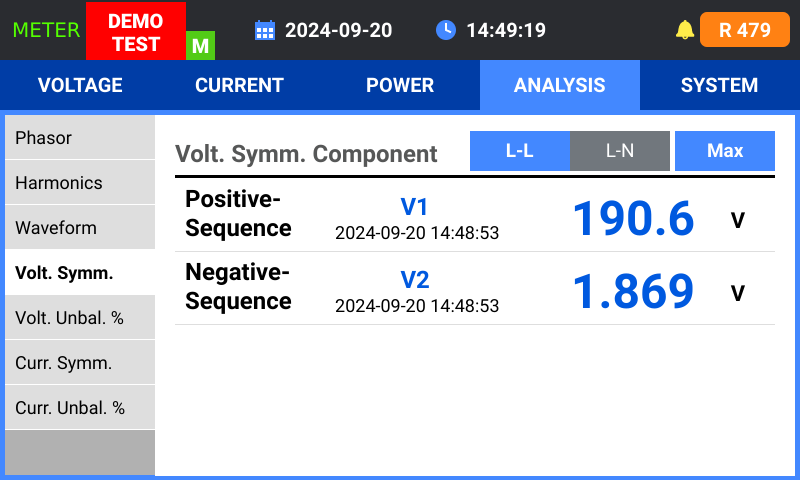 METER
DEMO
TEST
M
2024-09-20
14:49:19
R 479
VOLTAGE
CURRENT
POWER
ANALYSIS
SYSTEM
Phasor
Harmonics
Waveform
Volt. Symm.
Volt. Unbal. %
Curr. Symm.
Curr. Unbal. %
Volt. Symm. Component
L-L
L-N
Max
Positive-
Sequence
V1
2024-09-20 14:48:53
190.6
V
Negative-
Sequence
V2
2024-09-20 14:48:53
1.869
V